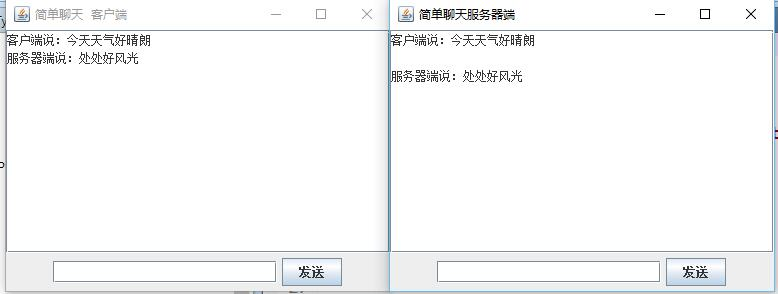 简单聊天 客户端
客户端说：今天天气好晴朗
服务器端说：处处好风光
发送
简单聊天服务器端
客户端说：今天天气好晴朗
服务器端说：处处好风光
发送